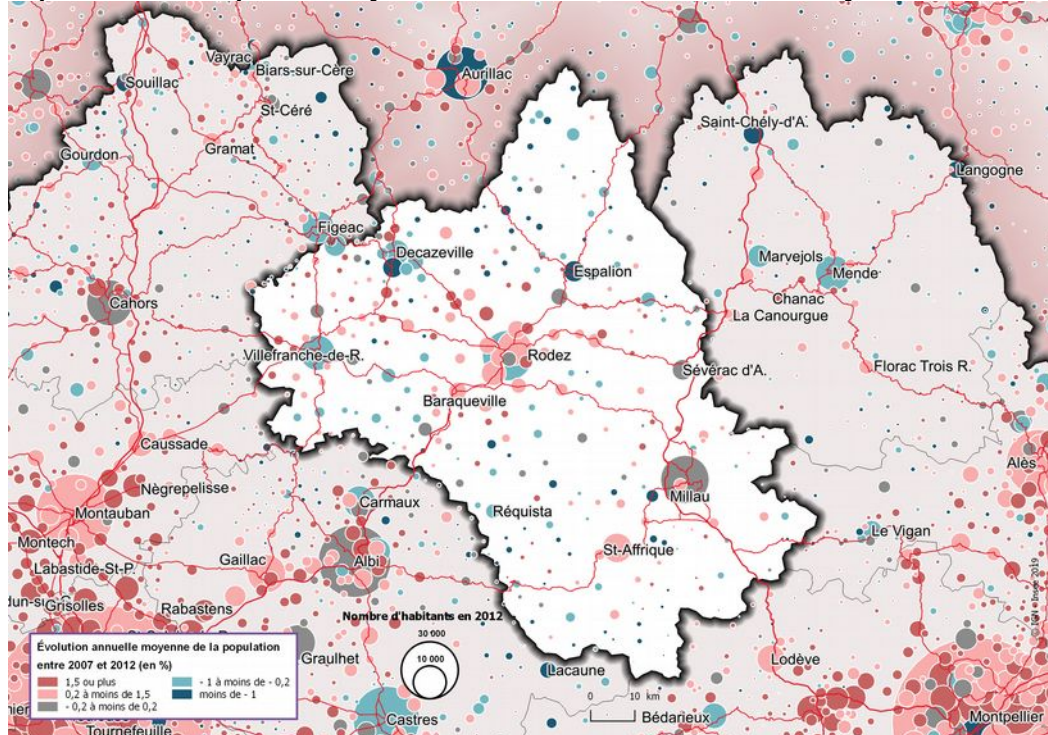 Vayrac
Aurillac
Souillac
Biars-sur-Cère
St-Céré
Saint-Chély-d'A.
Gourdon
Gramat
Langogne
Figeac
Decazeville
Marvejols
Espalion
Mende
Cahors
Chanac
La Canourgue
Villefranche-de-R.
Rodez
Sévérac d'A.
Florac Trois R.
Baraqueville
Caussade
Alès
Nègrepelisse
Millau
Carmaux
Montauban
Réquista
Le Vigan
Montech
St-Affrique
Gaillac
Albi
Labastide-St-P.
Grisolles
Rabastens
Nombre d'habitants en 2012
30 000
10 000
Évolution annuelle moyenne de la population
entre 2007 et 2012 (en %)
1,5 ou plus
0,2 à moins de 1,5
- 0,2 à moins de 0,2
- 1 à moins de - 0,2
moins de - 1
Graulhet
Lacaune
Lodève
0 10 km
Castres
Bédarieux
Montpellier
Tournefeuille